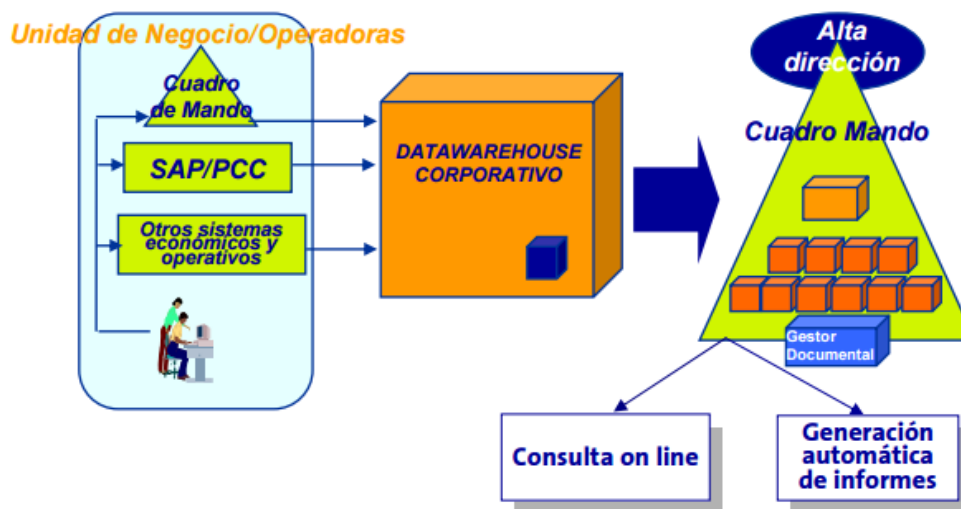 Unidad de Negocio/Operadoras
Cuadro
de Mando
SAP/PCC
Otros sistemas
económicos y
operativos
DATAWAREHOUSE
CORPORATIVO
Alta
dirección
Cuadro Mando
Gestor
Documental
Consulta on line
Generación
automática
de informes